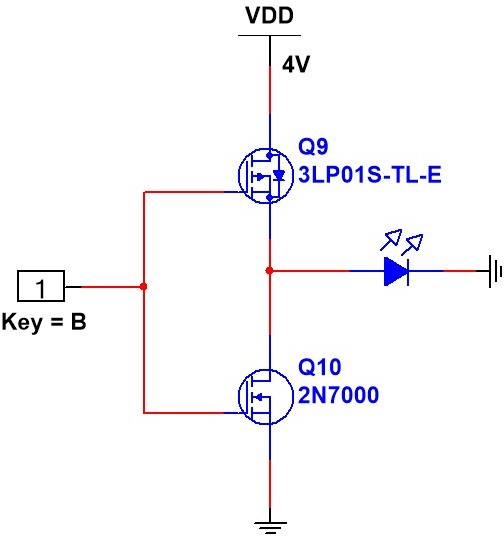 VDD
4V
Q9
3LP01S-TL-E
1
Key = B
Q10
2N7000